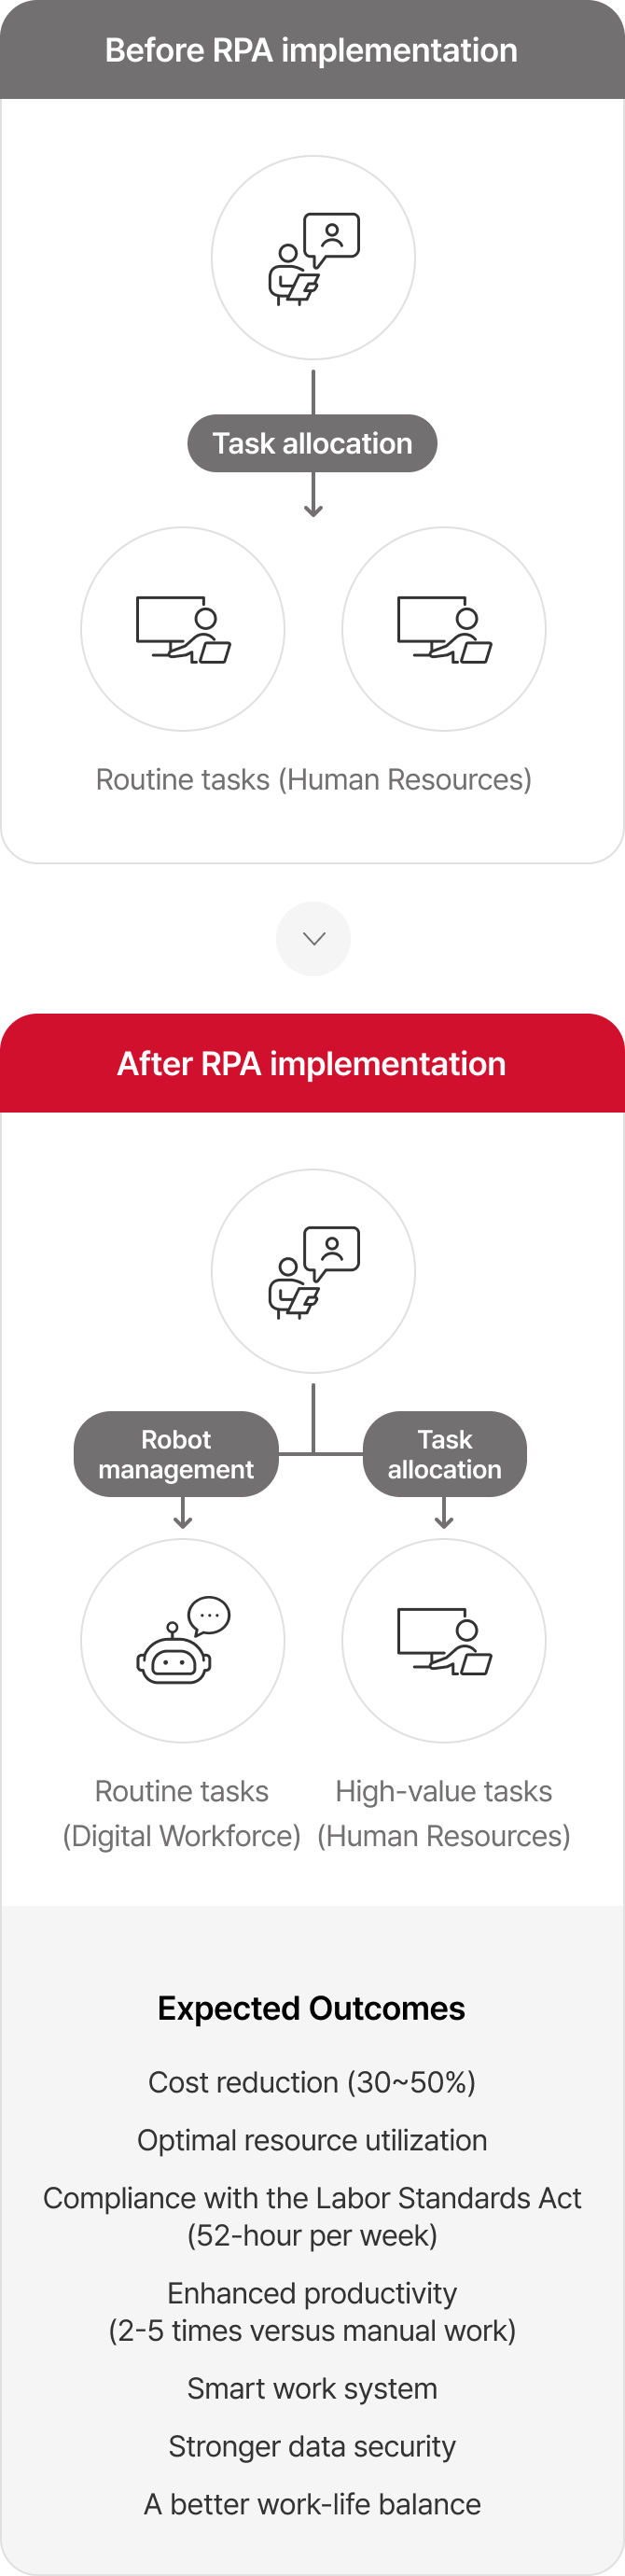 Before RPA implementation
Task allocation
Routine tasks (Human Resources)
After RPA implementation
Robot
management
Task
allocation
Routine tasks
(Digital Workforce)
High-value tasks
(Human Resources)
Expected Outcomes
Cost reduction (30~50%)
Optimal resource utilization
Compliance with the Labor Standards Act
(52-hour per week)
Enhanced productivity
(2-5 times versus manual work)
Smart work system
Stronger data security
A better work-life balance